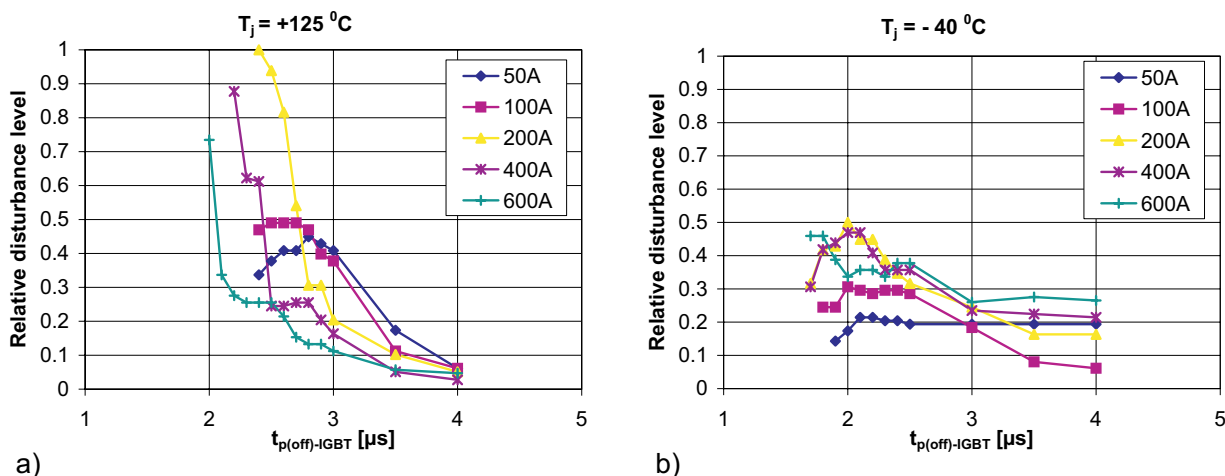 T_j = +125 ⁰C
Relative disturbance level
1
0.9
0.8
0.7
0.6
0.5
0.4
0.3
0.2
0.1
0
50A
100A
200A
400A
600A
1 2 3 4 5
t_p(off)-IGBT [µs]
a)
T_j = - 40 ⁰C
Relative disturbance level
1
0.9
0.8
0.7
0.6
0.5
0.4
0.3
0.2
0.1
0
50A
100A
200A
400A
600A
1 2 3 4 5
t_p(off)-IGBT [µs]
b)